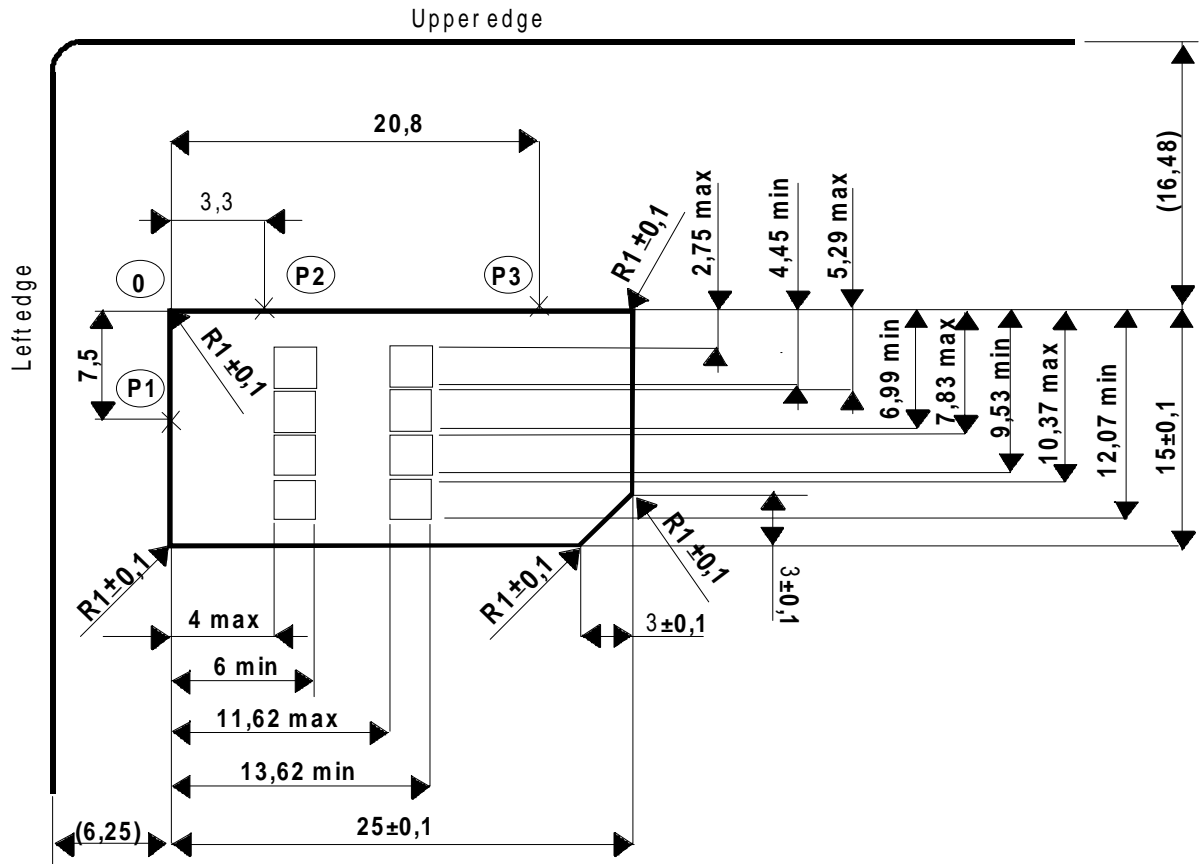 Upper edge
Left edge
20,8
3,3
0
P2
P3
P1
7,5
R1±0,1
R1±0,1
2,75 max
4,45 min
5,29 max
(16,48)
6,99 min
7,83 max
9,53 min
10,37 max
12,07 min
15±0,1
R1±0,1
R1±0,1
R1±0,1
3±0,1
3±0,1
4 max
6 min
11,62 max
13,62 min
(6,25)
25±0,1